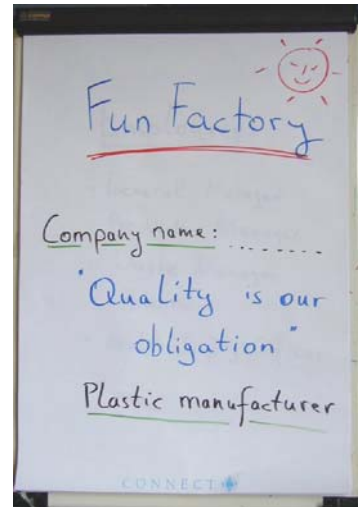 Fun Factory
Company name: ........
"Quality is our
obligation"
Plastic manufacturer
CONNECT